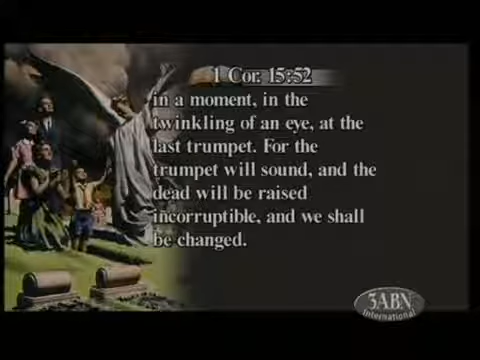 1 Cor. 15:52
in a moment, in the
twinkling of an eye, at the
last trumpet. For the
trumpet will sound, and the
dead will be raised
incorruptible, and we shall
be changed.
3ABN
International